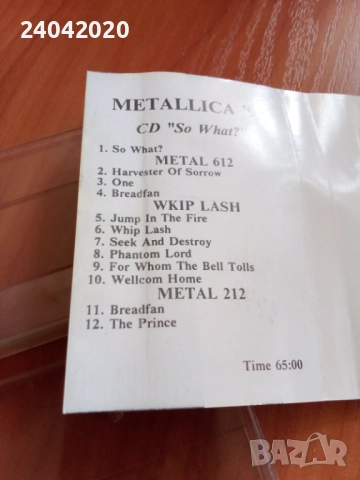 24042020
METALLICA "
CD "So What?"
1. So What?
METAL 612
2. Harvester Of Sorrow
3. One
4. Breadfan
WKIP LASH
5. Jump In The Fire
6. Whip Lash
7. Seek And Destroy
8. Phantom Lord
9. For Whom The Bell Tolls
10. Wellcom Home
METAL 212
11. Breadfan
12. The Prince
Time 65:00
BAZAR
bg